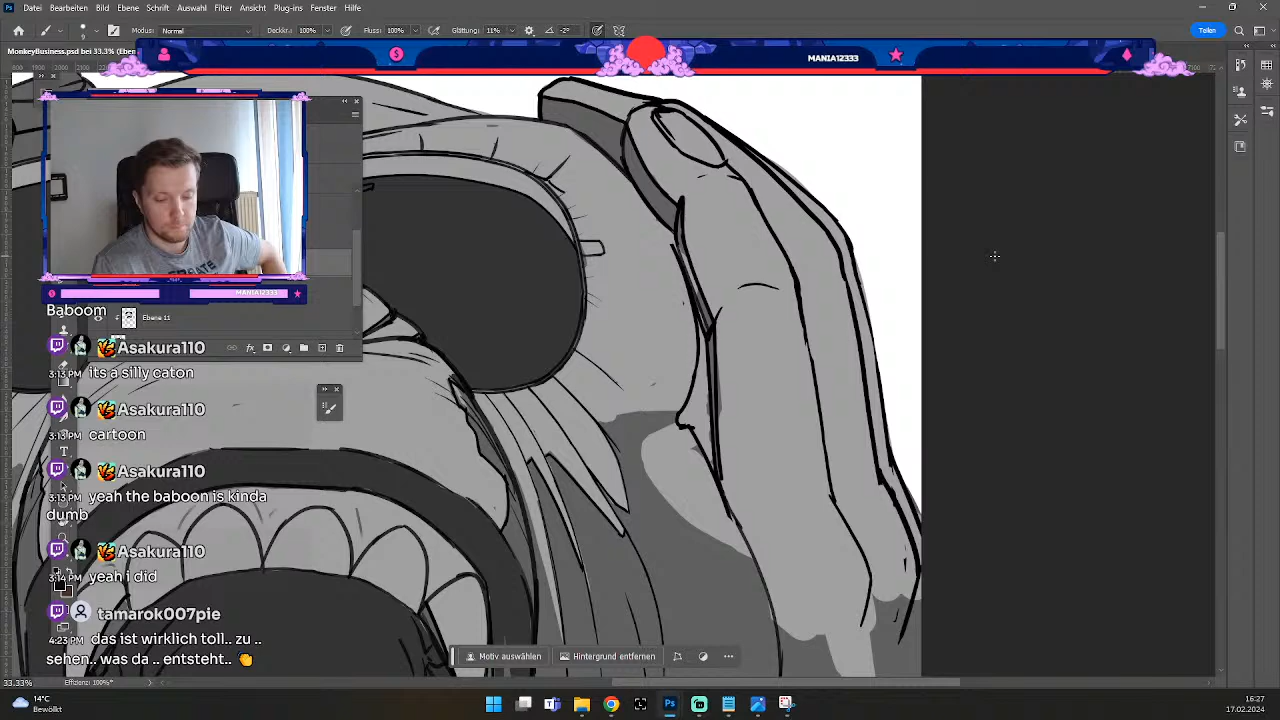 Datei Bearbeiten Bild Ebene Schrift Auswahl Filter Ansicht Plug-ins Fenster Hilfe
Modus: Normal Deckkr.: 100% Fluss: 100% Glättung: 11% -29° Teilen
MonkeyBusiness.psd bei 33.3% (Eben
MANIA12333
MANIA12333
Baboom
Ebene 11
Asakura110
3:13 PM its a silly caton
Asakura110
3:13 PM cartoon
Asakura110
3:13 PM yeah the baboon is kinda
dumb
Asakura110
3:14 PM yeah i did
tamarok007pie
4:23 PM das ist wirklich toll.. zu ..
sehen.. was da .. entsteht..
Motiv auswählen Hintergrund entfernen
33.33% Effizienz: 100%*
14°C
Bewölkt
16:27
17.02.2024